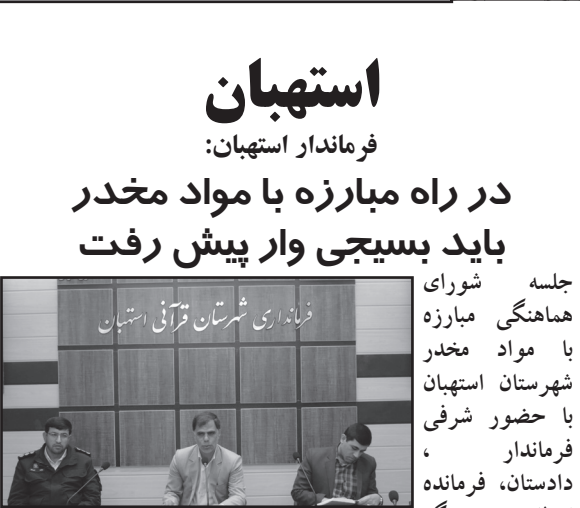 استهبان
فرماندار استهبان:
در راه مبارزه با مواد مخدر
باید بسیجی وار پیش رفت
فرمانداری شهرستان قرآنی استهبان
جلسه شورای
هماهنگی مبارزه
با مواد مخدر
شهرستان استهبان
با حضور شرفی
فرماندار ،
دادستان، فرمانده